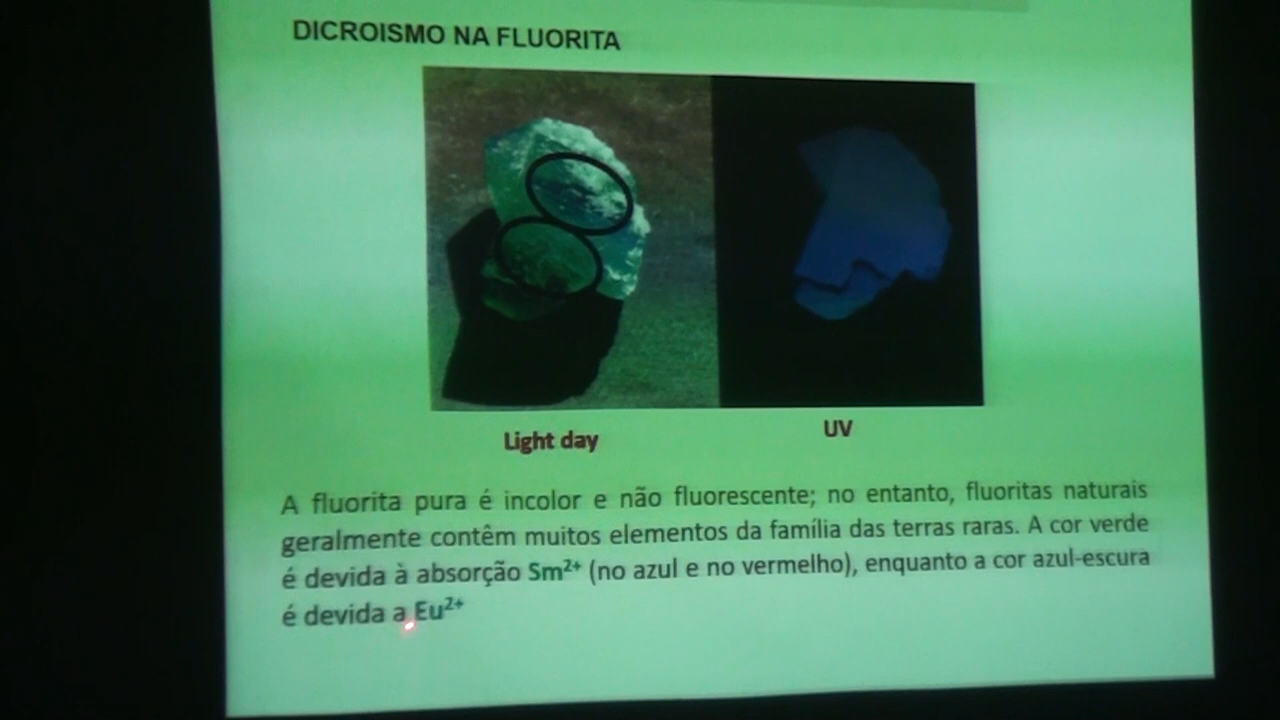 DICROISMO NA FLUORITA
Light day
UV
A fluorita pura é incolor e não fluorescente; no entanto, fluoritas naturais
geralmente contêm muitos elementos da família das terras raras. A cor verde
é devida à absorção Sm²⁺ (no azul e no vermelho), enquanto a cor azul-escura
é devida a Eu²⁺